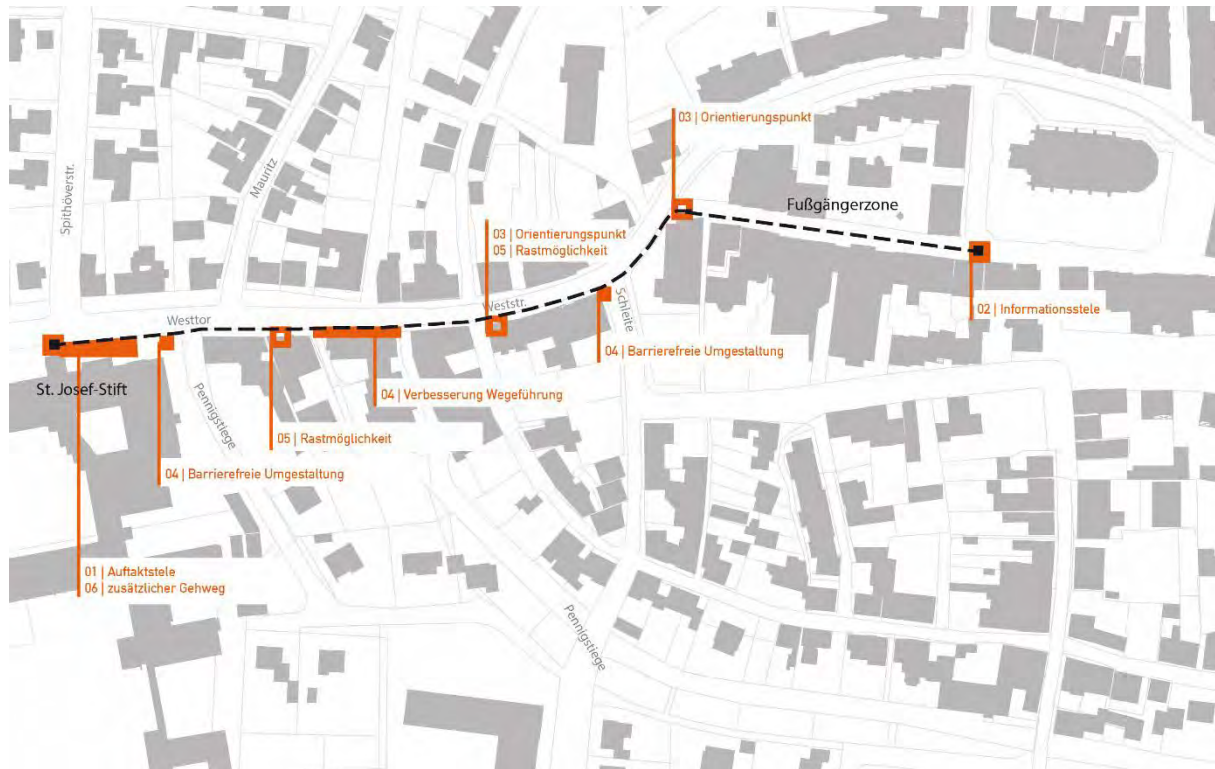 03 | Orientierungspunkt
Spithöverstr.
Mauritz
Fußgängerzone
03 | Orientierungspunkt
05 | Rastmöglichkeit
Weststr.
Westtor
Schleite
02 | Informationsstele
04 | Barrierefreie Umgestaltung
St. Josef-Stift
Pennigstiege
04 | Verbesserung Wegeführung
05 | Rastmöglichkeit
04 | Barrierefreie Umgestaltung
01 | Auftaktstele
06 | zusätzlicher Gehweg
Pennigstiege